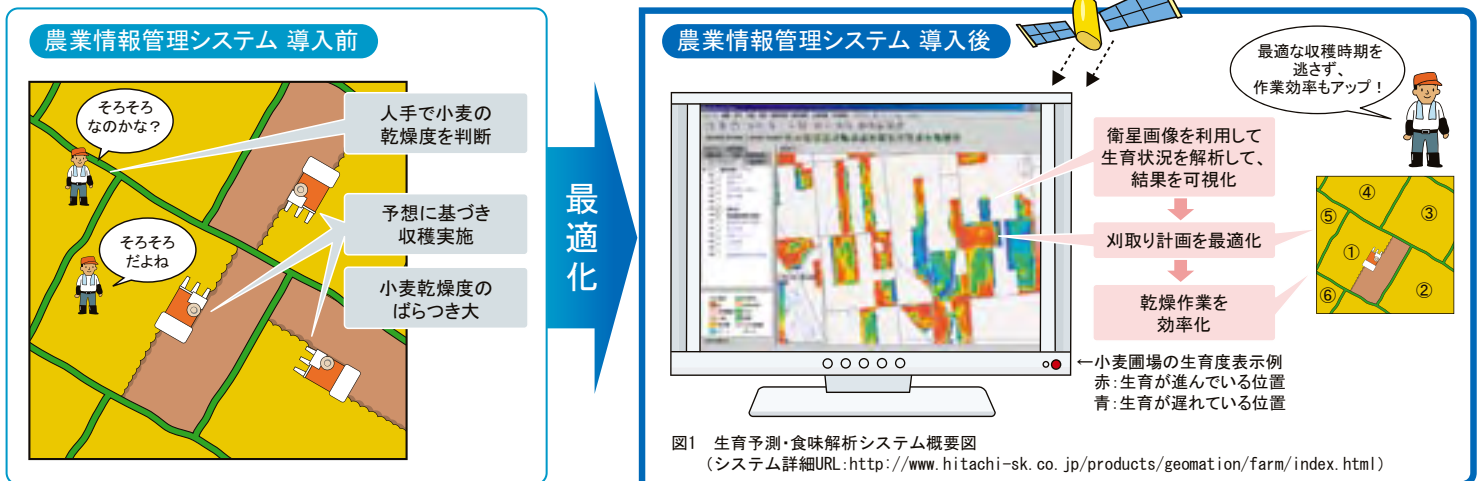 農業情報管理システム 導入前
そろそろ
なのかな？
人手で小麦の
乾燥度を判断
予想に基づき
収穫実施
そろそろ
だよね
小麦乾燥度の
ばらつき大
最適化
農業情報管理システム 導入後
最適な収穫時期を
逃さず、
作業効率もアップ！
衛星画像を利用して
生育状況を解析して、
結果を可視化
刈取り計画を最適化
乾燥作業を
効率化
④
③
⑤
①
②
⑥
←小麦圃場の生育度表示例
赤：生育が進んでいる位置
青：生育が遅れている位置
図1　生育予測・食味解析システム概要図
（システム詳細URL：http://www.hitachi-sk.co.jp/products/geomation/farm/index.html）